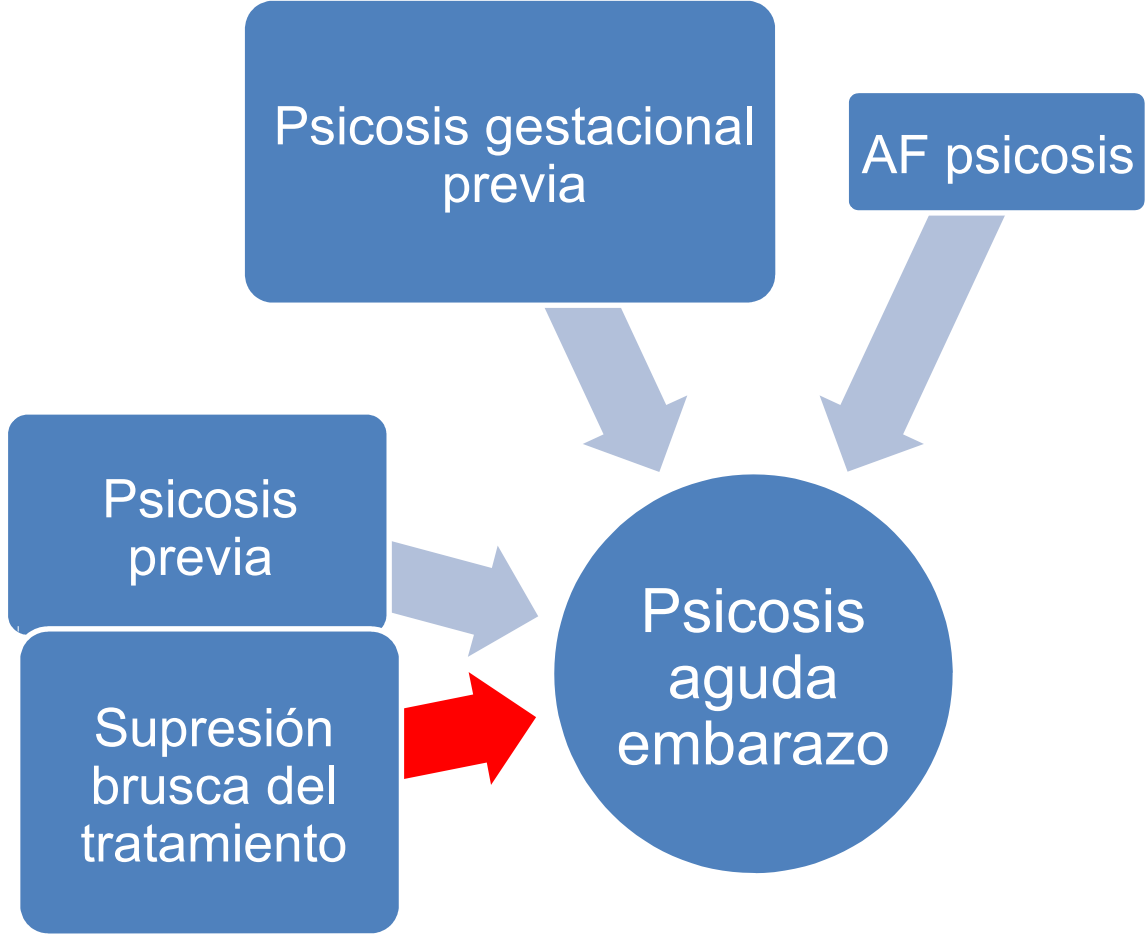 Psicosis gestacional
previa
AF psicosis
Psicosis
previa
Supresión
brusca del
tratamiento
Psicosis
aguda
embarazo